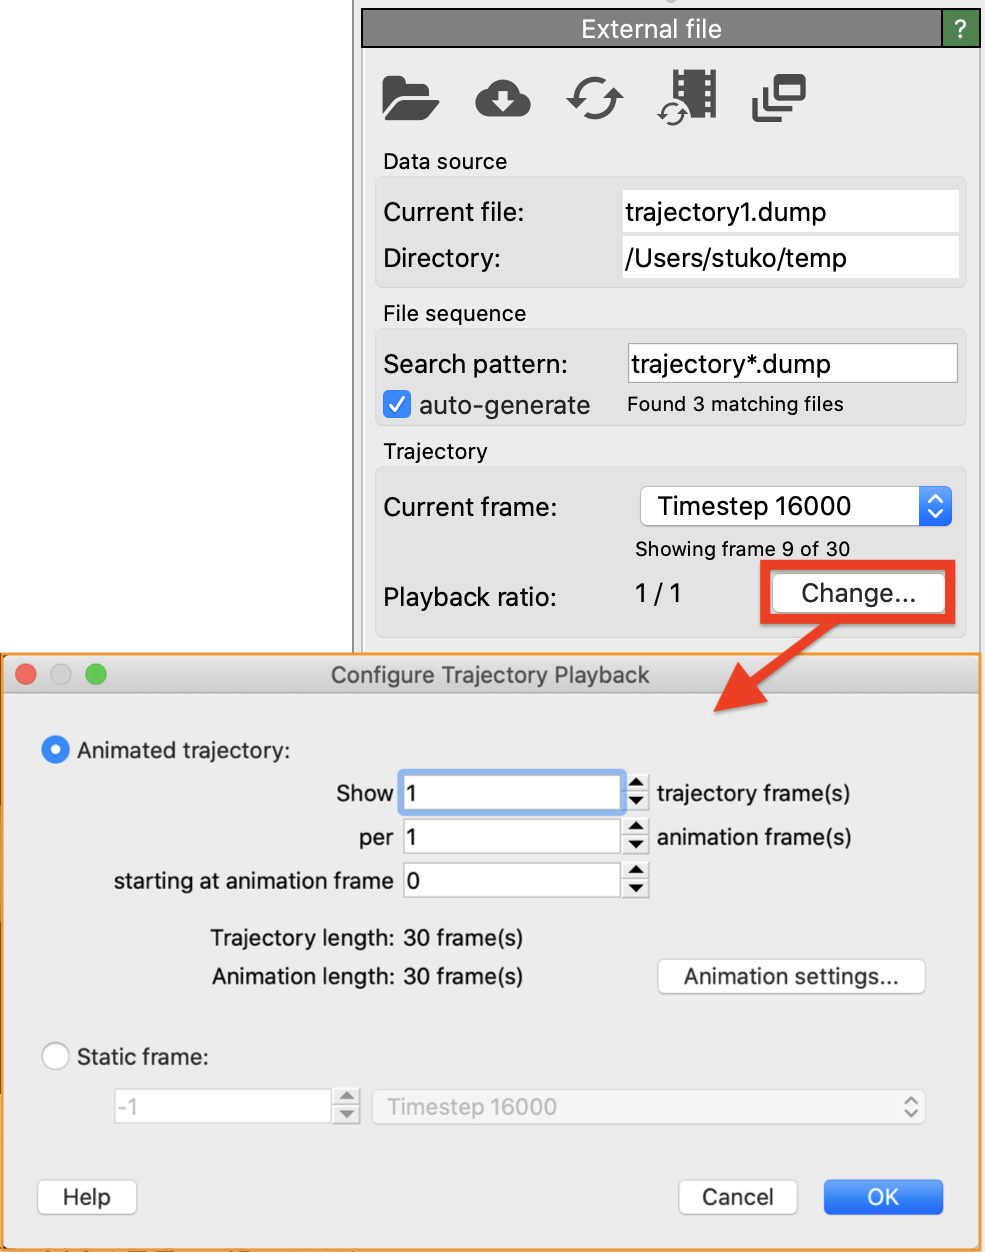 External file ?
Data source
Current file: trajectory1.dump
Directory: /Users/stuko/temp
File sequence
Search pattern: trajectory*.dump
auto-generate Found 3 matching files
Trajectory
Current frame: Timestep 16000
Showing frame 9 of 30
Playback ratio: 1 / 1 Change...
Configure Trajectory Playback
Animated trajectory:
Show 1 trajectory frame(s)
per 1 animation frame(s)
starting at animation frame 0
Trajectory length: 30 frame(s)
Animation length: 30 frame(s) Animation settings...
Static frame:
-1 Timestep 16000
Help Cancel OK